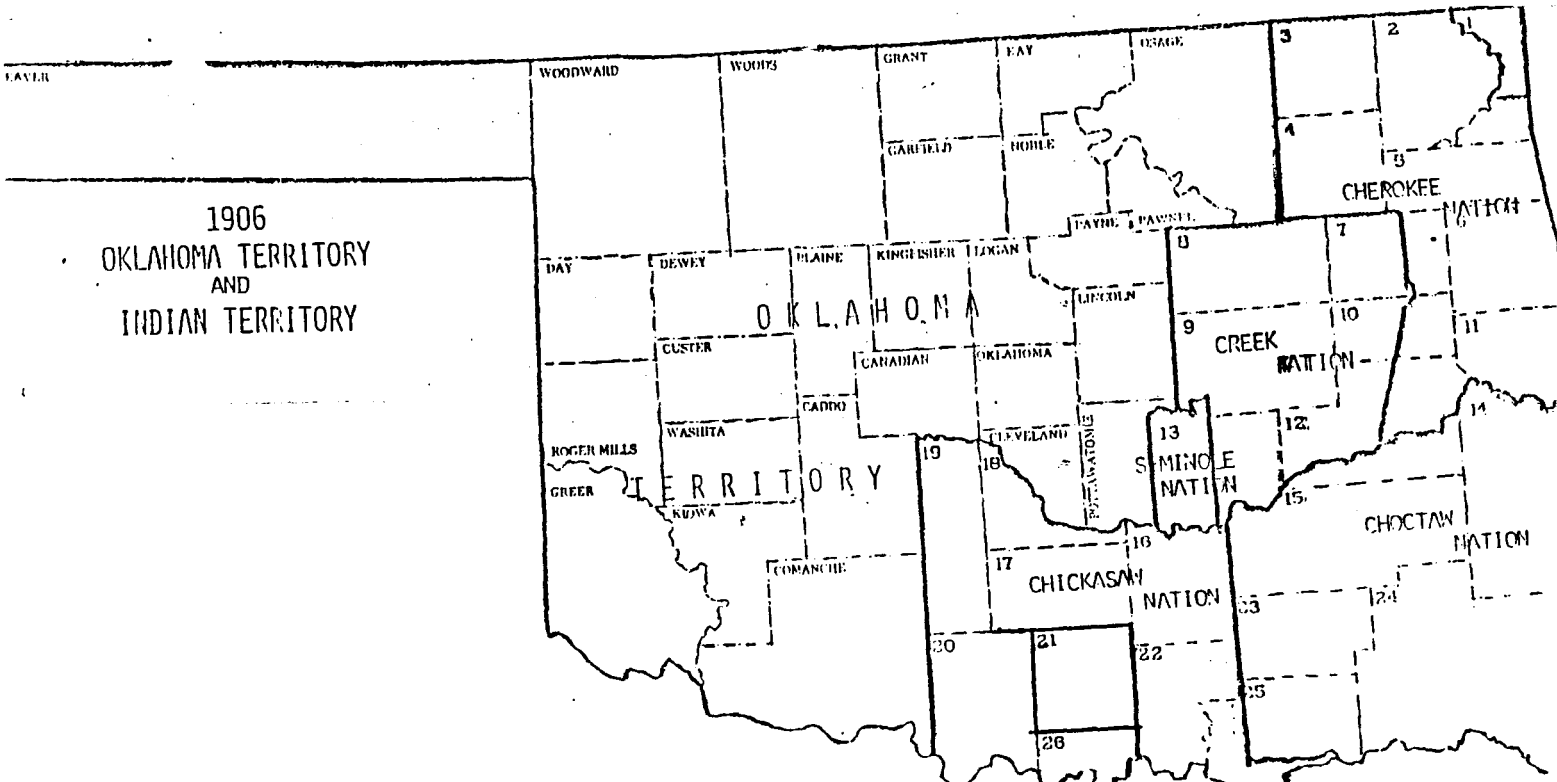 1906
OKLAHOMA TERRITORY
AND
INDIAN TERRITORY
WOODWARD
WOODS
GRANT
KAY
OSAGE
3
2
1
GARFIELD
NOBLE
4
5
CHEROKEE
NATION
6
PAYNE
PAWNEE
DAY
DEWEY
BLAINE
KINGFISHER
LOGAN
8
7
LINCOLN
OKLAHOMA
9
10
11
CREEK
NATION
CUSTER
CANADIAN
OKLAHOMA
CADDO
WASHITA
CLEVELAND
POTTAWATOMIE
13
12
14
ROGER MILLS
19
18
SEMINOLE
NATION
GREER
TERRITORY
KIOWA
15
CHOCTAW
NATION
16
COMANCHE
17
CHICKASAW
NATION
23
24
20
21
22
25
26